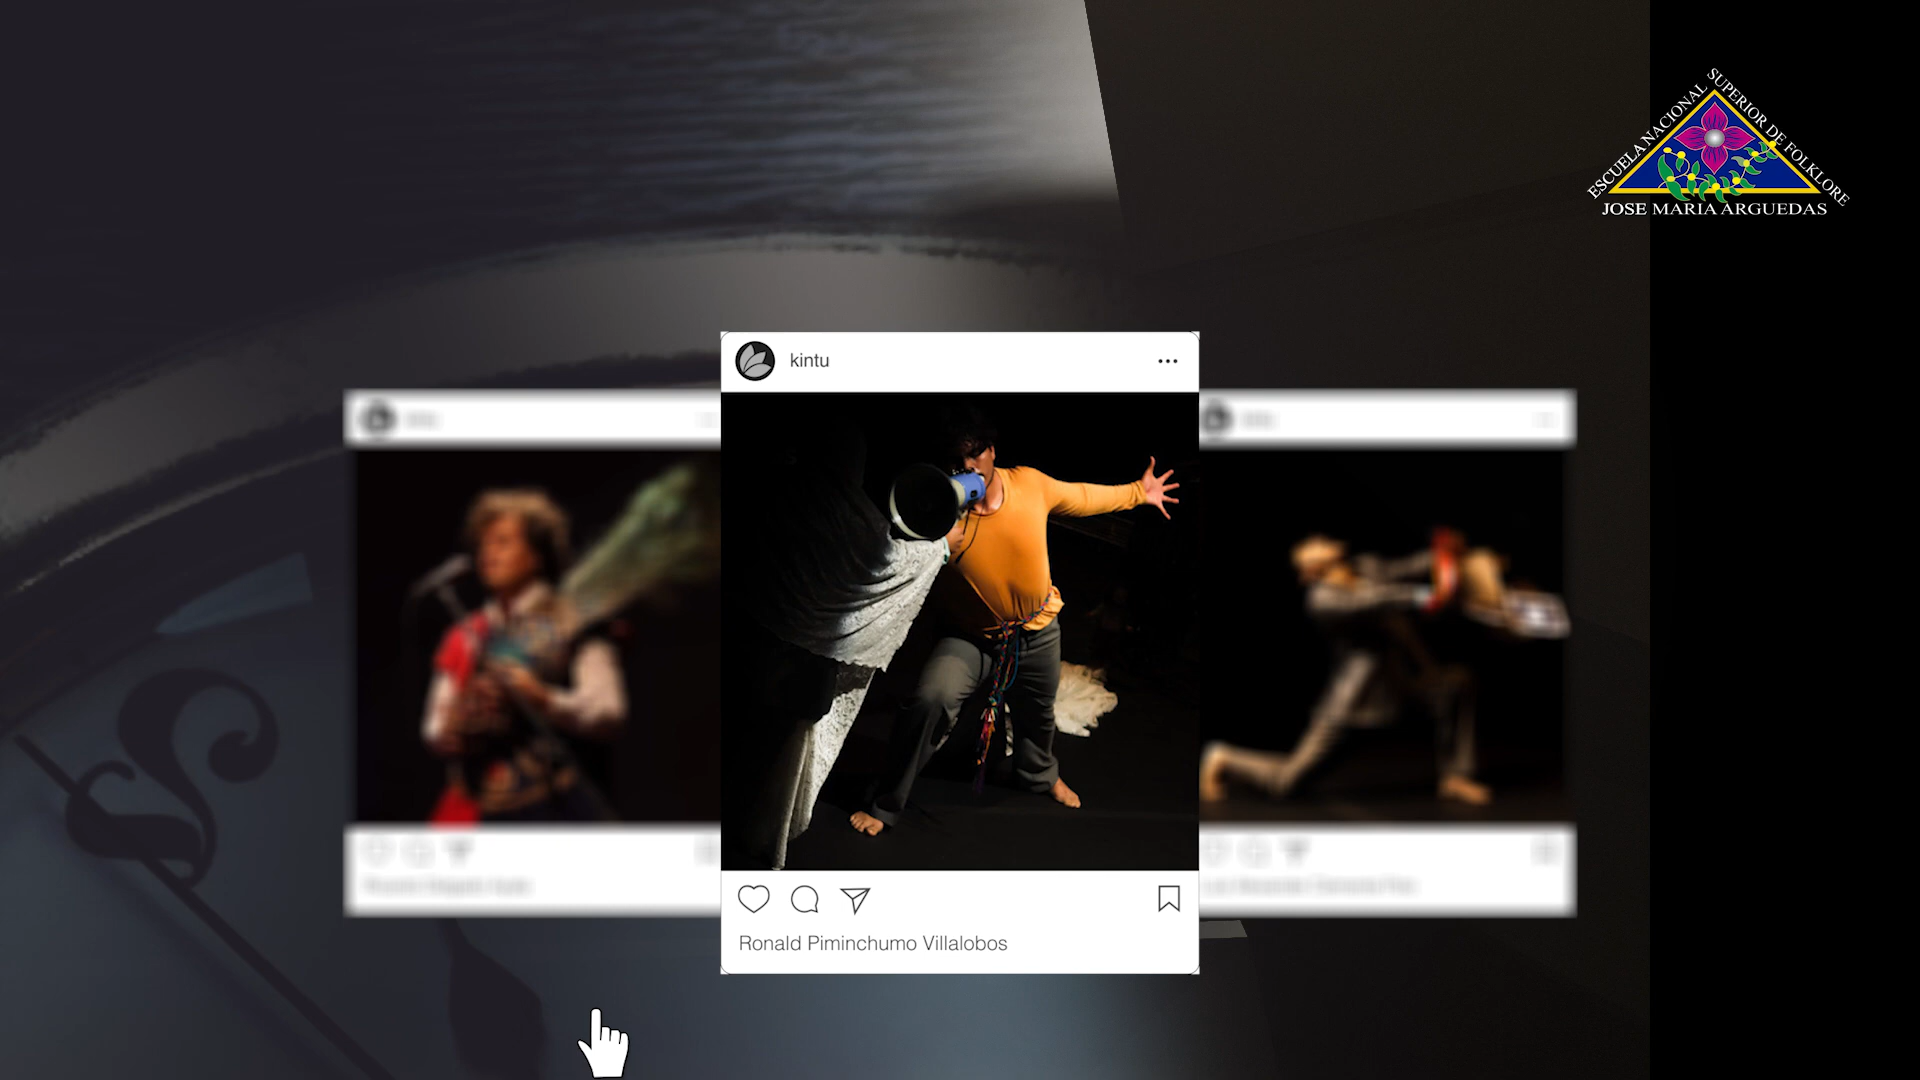 ESCUELA NACIONAL SUPERIOR DE FOLKLORE
JOSE MARIA ARGUEDAS
kintu
Ronald Piminchumo Villalobos